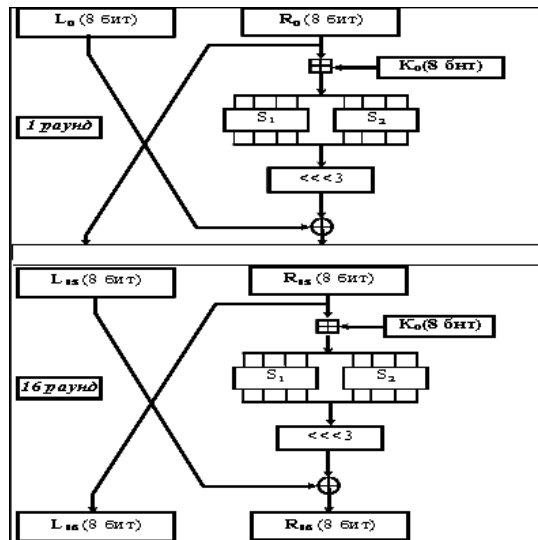 L₀ (8 бит) R₀ (8 бит)
K₀(8 бит)
S₁ S₂
1 раунд
<<<3
L₁₅ (8 бит) R₁₅ (8 бит)
K₀(8 бит)
S₁ S₂
16 раунд
<<<3
L₁₆ (8 бит) R₁₆ (8 бит)